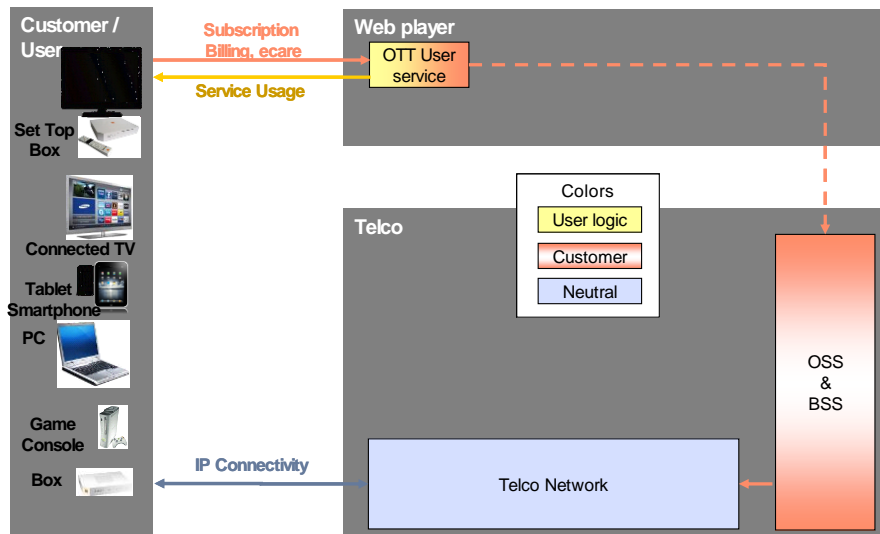 Customer /
User
Set Top
Box
Connected TV
Tablet
Smartphone
PC
Game
Console
Box
Subscription
Billing, ecare
Service Usage
IP Connectivity
Web player
OTT User
service
Colors
User logic
Customer
Neutral
Telco
OSS
&
BSS
Telco Network